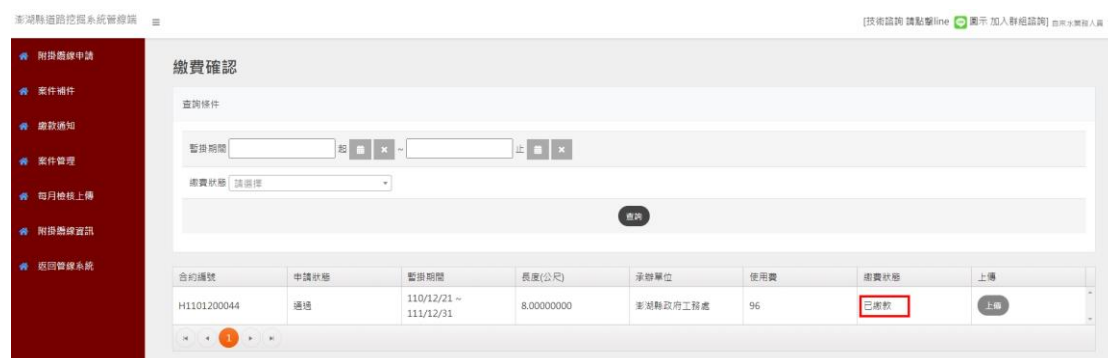 澎湖縣道路挖掘系統管線端
[技術諮詢 請點擊line 圖示 加入群組諮詢] 自來水業務人員
附掛纜線申請
案件補件
繳款通知
案件管理
每月檢核上傳
附掛纜線資訊
返回管線系統
繳費確認
查詢條件
暫掛期間 起 ~ 止
繳費狀態 請選擇
查詢
合約編號 申請狀態 暫掛期間 長度(公尺) 承辦單位 使用費 繳費狀態 上傳
H1101200044 通過 110/12/21 ~ 111/12/31 8.00000000 澎湖縣政府工務處 96 已繳款 上傳
1